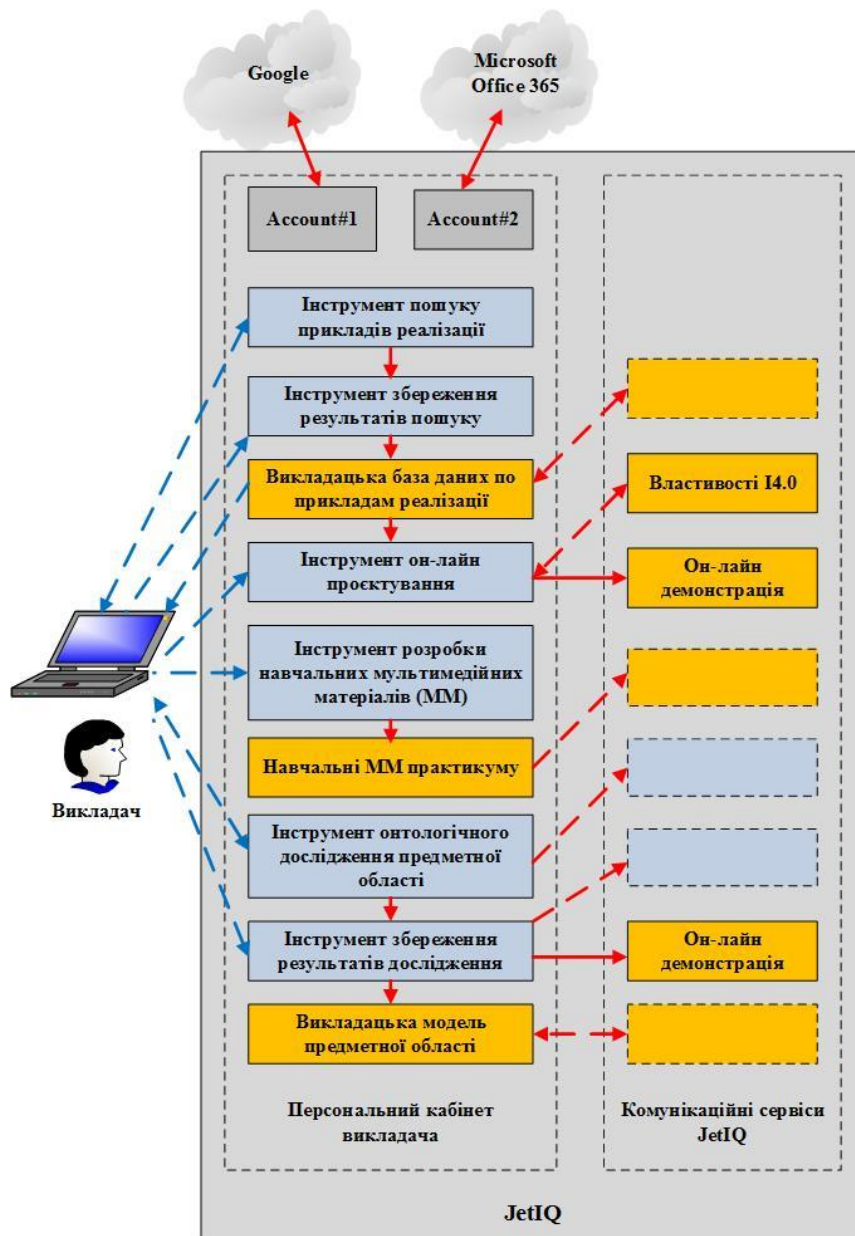 Google
Microsoft
Office 365
Account#1
Account#2
Інструмент пошуку
прикладів реалізації
Інструмент збереження
результатів пошуку
Викладацька база даних по
прикладам реалізації
Властивості І4.0
Інструмент он-лайн
проєктування
Он-лайн
демонстрація
Інструмент розробки
навчальних мультимедійних
матеріалів (ММ)
Навчальні ММ практикуму
Викладач
Інструмент онтологічного
дослідження предметної
області
Інструмент збереження
результатів дослідження
Он-лайн
демонстрація
Викладацька модель
предметної області
Персональний кабінет
викладача
Комунікаційні сервіси
JetIQ
JetIQ